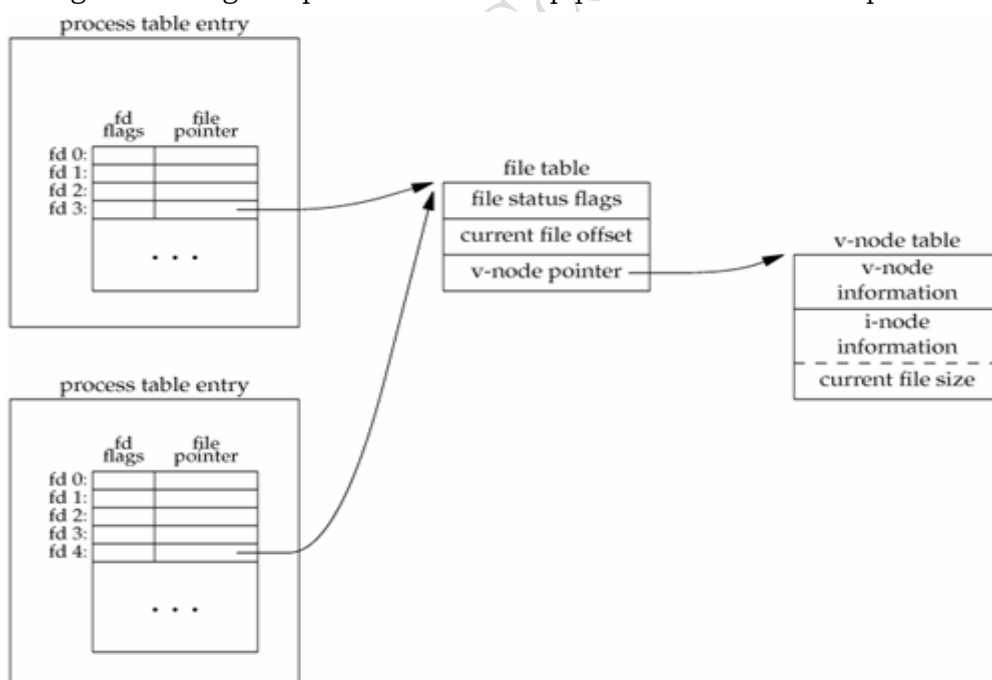 process table entry
fd flags file pointer
fd 0:
fd 1:
fd 2:
fd 3:
. . .
file table
file status flags
current file offset
v-node pointer
v-node table
v-node information
i-node information
current file size
process table entry
fd flags file pointer
fd 0:
fd 1:
fd 2:
fd 3:
fd 4:
. . .